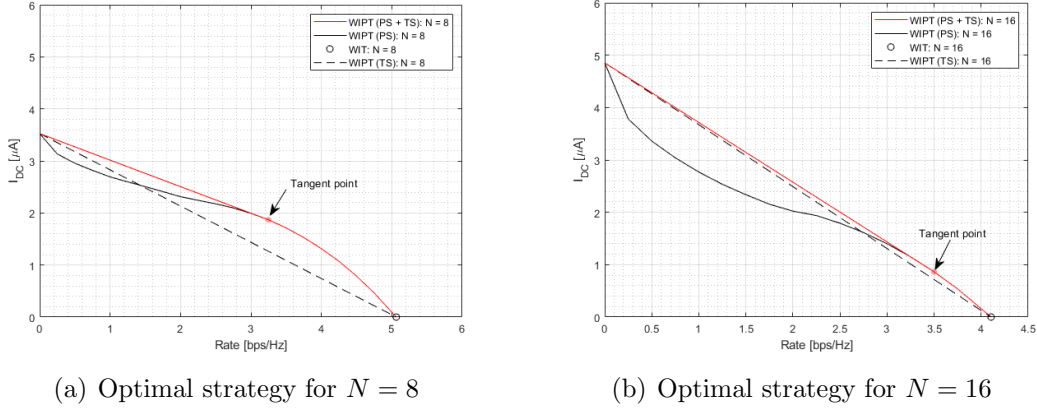 6
5
4
3
2
1
0
I_DC [μA]
WIPT (PS + TS): N = 8
WIPT (PS): N = 8
WIT: N = 8
WIPT (TS): N = 8
Tangent point
0 1 2 3 4 5 6
Rate [bps/Hz]
(a) Optimal strategy for N = 8
6
5
4
3
2
1
0
I_DC [μA]
WIPT (PS + TS): N = 16
WIPT (PS): N = 16
WIT: N = 16
WIPT (TS): N = 16
Tangent point
0 0.5 1 1.5 2 2.5 3 3.5 4 4.5
Rate [bps/Hz]
(b) Optimal strategy for N = 16